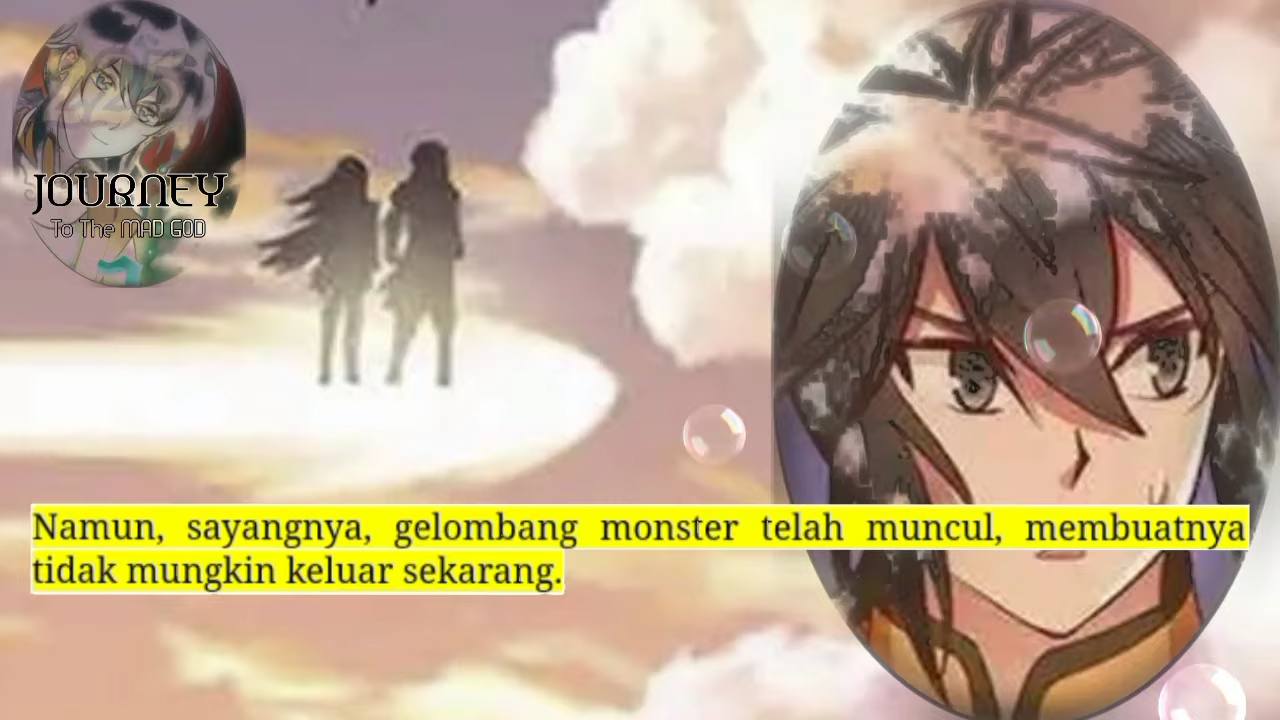 JOURNEY
To The MAD GOD
Namun, sayangnya, gelombang monster telah muncul, membuatnya
tidak mungkin keluar sekarang.